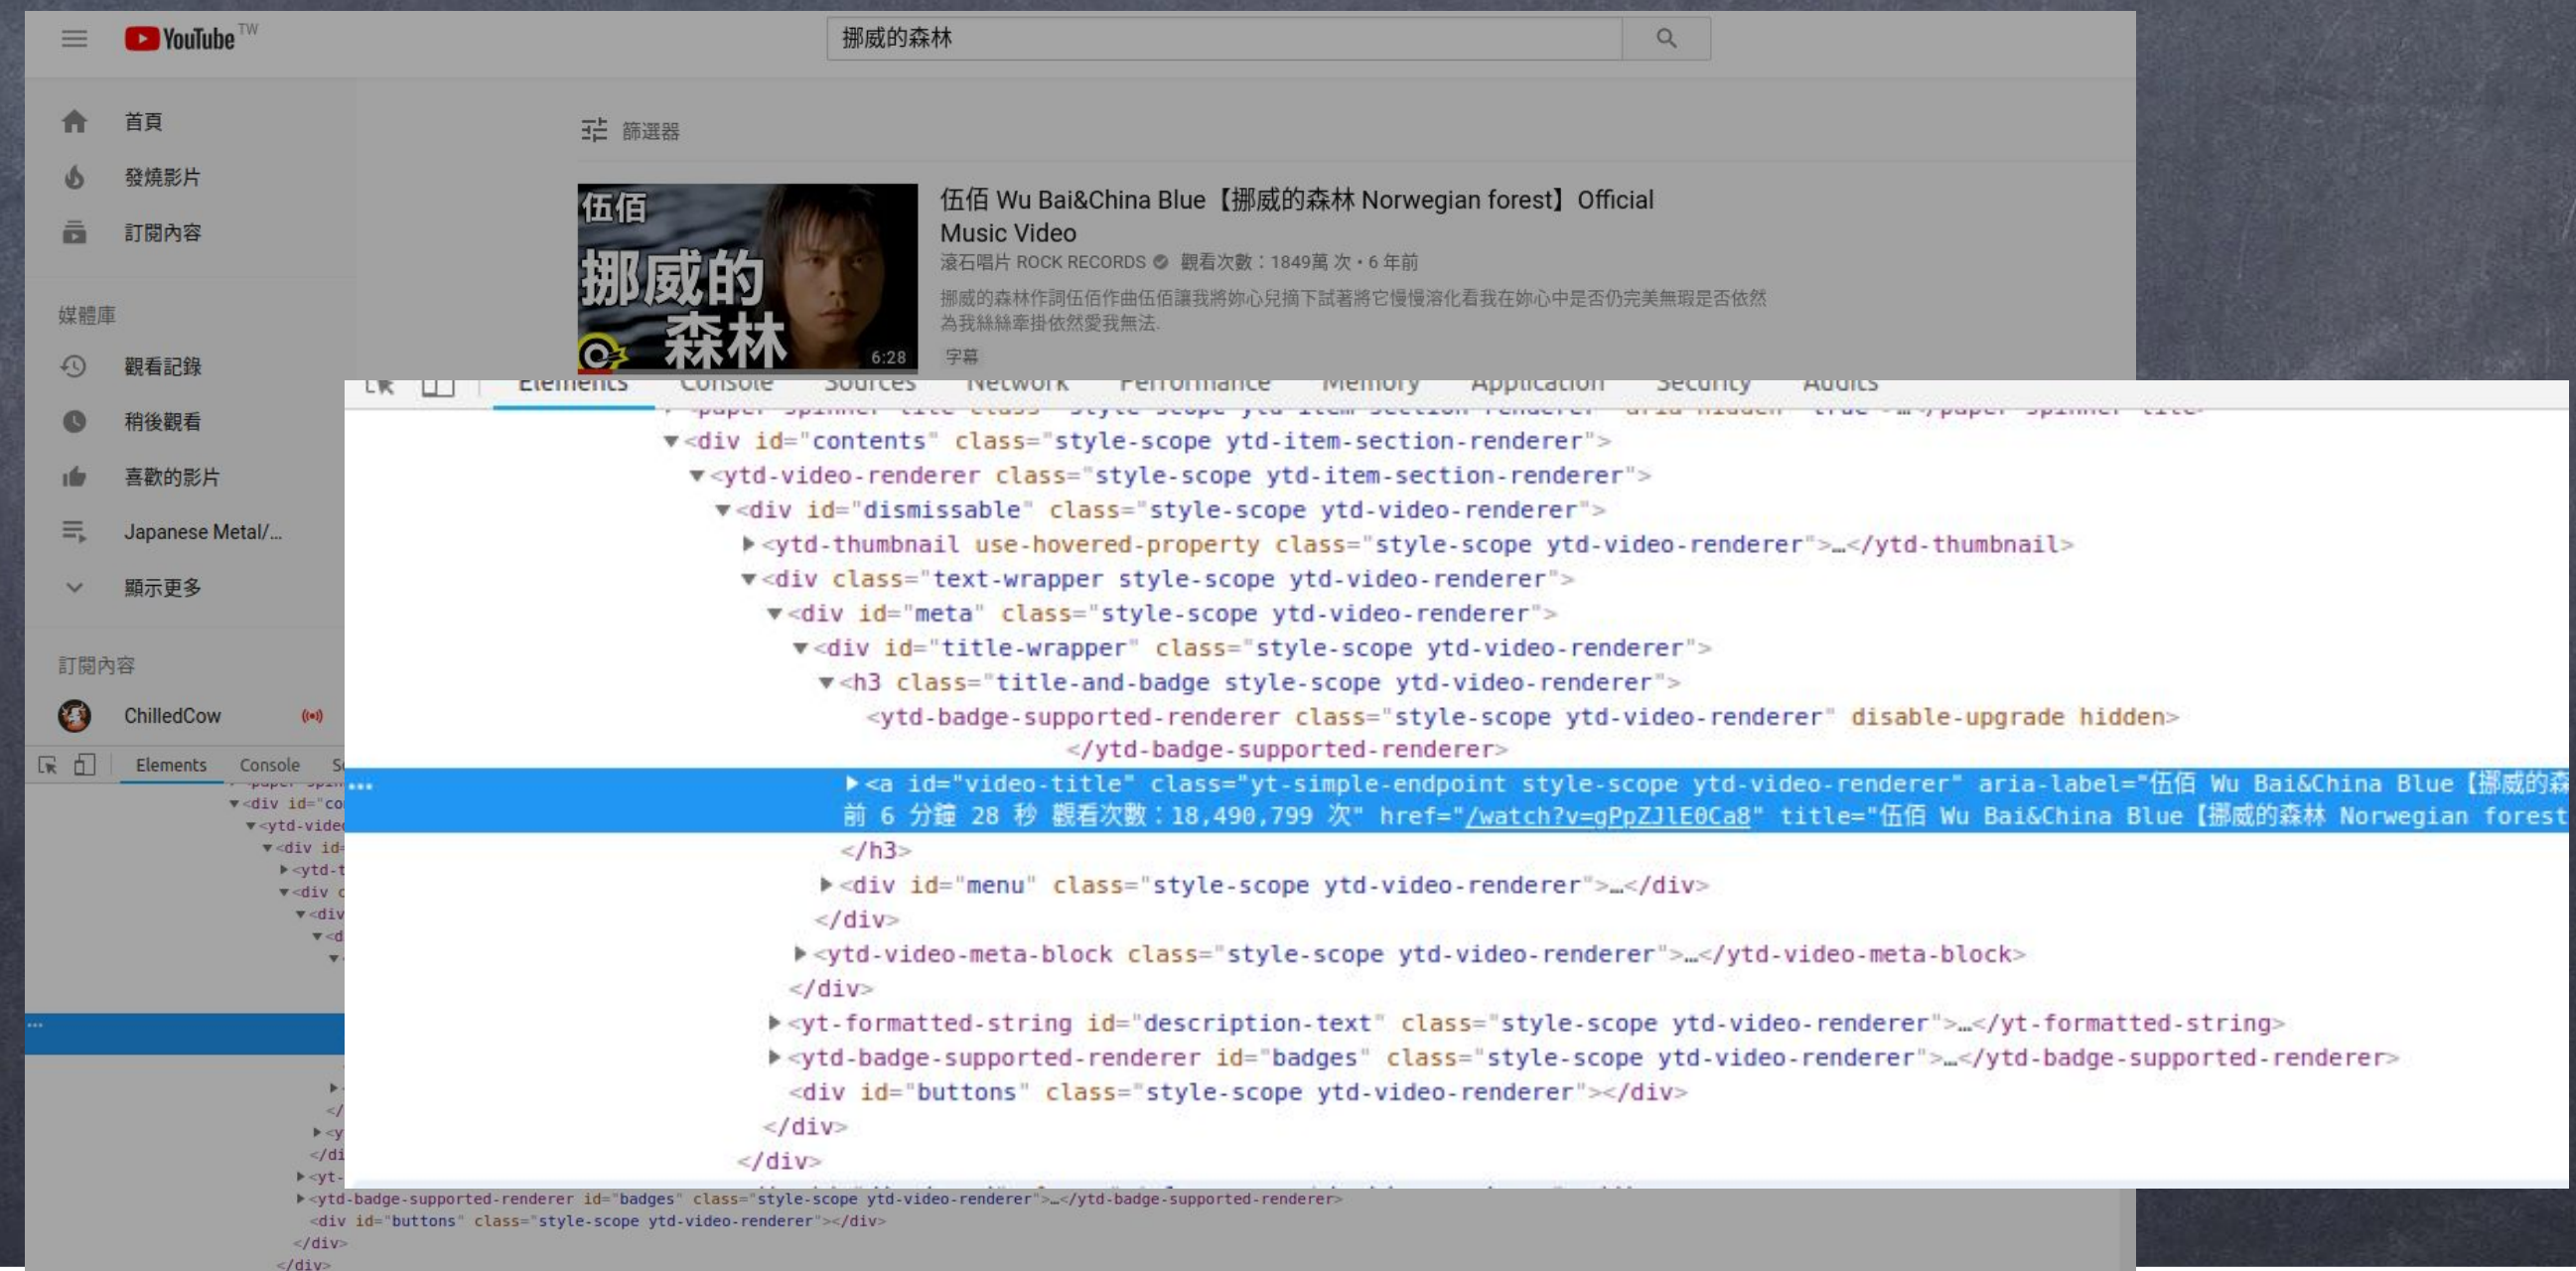 YouTube TW
挪威的森林
首頁
發燒影片
訂閱內容
媒體庫
觀看記錄
稍後觀看
喜歡的影片
Japanese Metal/...
顯示更多
訂閱內容
ChilledCow
篩選器
伍佰
挪威的
森林
6:28
伍佰 Wu Bai&China Blue【挪威的森林 Norwegian forest】Official
Music Video
滾石唱片 ROCK RECORDS 觀看次數：1849萬 次・6 年前
挪威的森林作詞伍佰作曲伍佰讓我將妳心兒摘下試著將它慢慢溶化看我在妳心中是否仍完美無瑕是否依然
為我絲絲牽掛依然愛我無法.
字幕
Elements Console Sources Network Performance Memory Application Security Audits
<div id="contents" class="style-scope ytd-item-section-renderer">
<ytd-video-renderer class="style-scope ytd-item-section-renderer">
<div id="dismissable" class="style-scope ytd-video-renderer">
<ytd-thumbnail use-hovered-property class="style-scope ytd-video-renderer">…</ytd-thumbnail>
<div class="text-wrapper style-scope ytd-video-renderer">
<div id="meta" class="style-scope ytd-video-renderer">
<div id="title-wrapper" class="style-scope ytd-video-renderer">
<h3 class="title-and-badge style-scope ytd-video-renderer">
<ytd-badge-supported-renderer class="style-scope ytd-video-renderer" disable-upgrade hidden>
</ytd-badge-supported-renderer>
<a id="video-title" class="yt-simple-endpoint style-scope ytd-video-renderer" aria-label="伍佰 Wu Bai&China Blue【挪威的森
前 6 分鐘 28 秒 觀看次數：18,490,799 次" href="/watch?v=gPpZJlE0Ca8" title="伍佰 Wu Bai&China Blue【挪威的森林 Norwegian forest
</h3>
<div id="menu" class="style-scope ytd-video-renderer">…</div>
</div>
<ytd-video-meta-block class="style-scope ytd-video-renderer">…</ytd-video-meta-block>
</div>
<yt-formatted-string id="description-text" class="style-scope ytd-video-renderer">…</yt-formatted-string>
<ytd-badge-supported-renderer id="badges" class="style-scope ytd-video-renderer">…</ytd-badge-supported-renderer>
<div id="buttons" class="style-scope ytd-video-renderer"></div>
</div>
</div>
Elements Console
<div id="co
<ytd-vide
<div id=
<ytd-t
<div c
<div
<d
</
<y
</di
<yt-
<ytd-badge-supported-renderer id="badges" class="style-scope ytd-video-renderer">…</ytd-badge-supported-renderer>
<div id="buttons" class="style-scope ytd-video-renderer"></div>
</div>
</div>